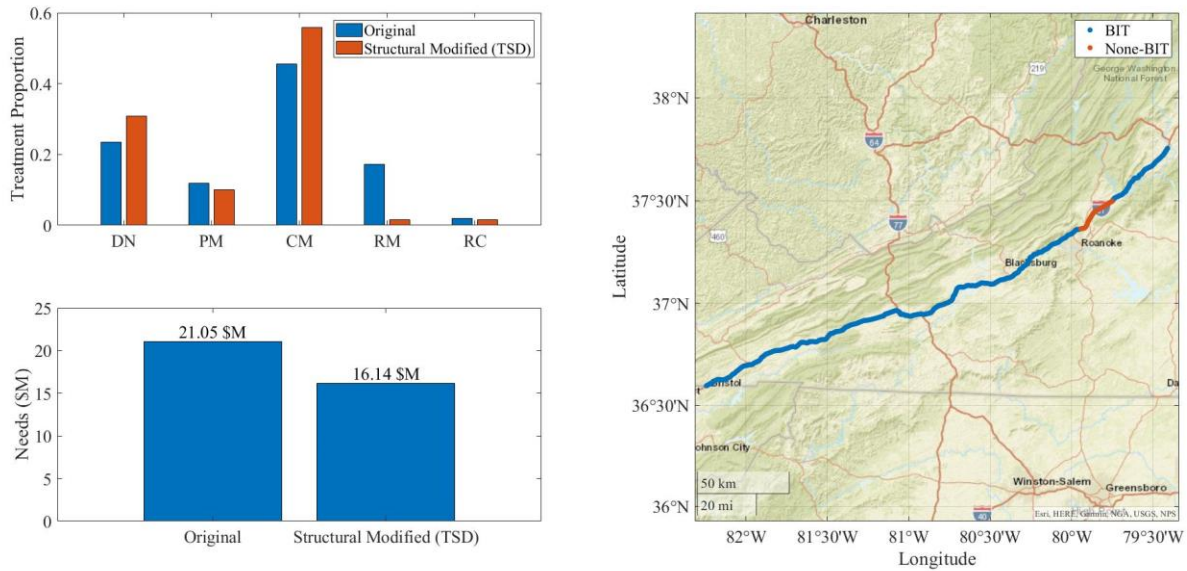 0.6
0.4
0.2
0
Treatment Proportion
Original
Structural Modified (TSD)
DN PM CM RM RC
25
20
15
10
5
0
Needs ($M)
21.05 $M
16.14 $M
Original Structural Modified (TSD)
38°N
37°30'N
37°N
36°30'N
36°N
Latitude
Charleston
BIT
None-BIT
219
George Washington
National Forest
64
77
460
Roanoke
Blacksburg
Bristol
ohnson City
Da
Winston-Salem
Greensboro
40
50 km
20 mi
Esri, HERE, Garmin, NGA, USGS, NPS
82°W 81°30'W 81°W 80°30'W 80°W 79°30'W
Longitude